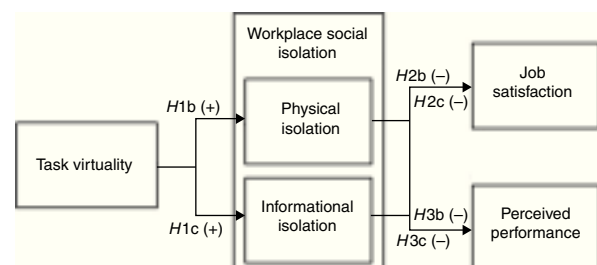 Workplace social
isolation
H1b (+)
Physical
isolation
H2b (–)
H2c (–)
Job
satisfaction
Task virtuality
H1c (+)
Informational
isolation
H3b (–)
H3c (–)
Perceived
performance